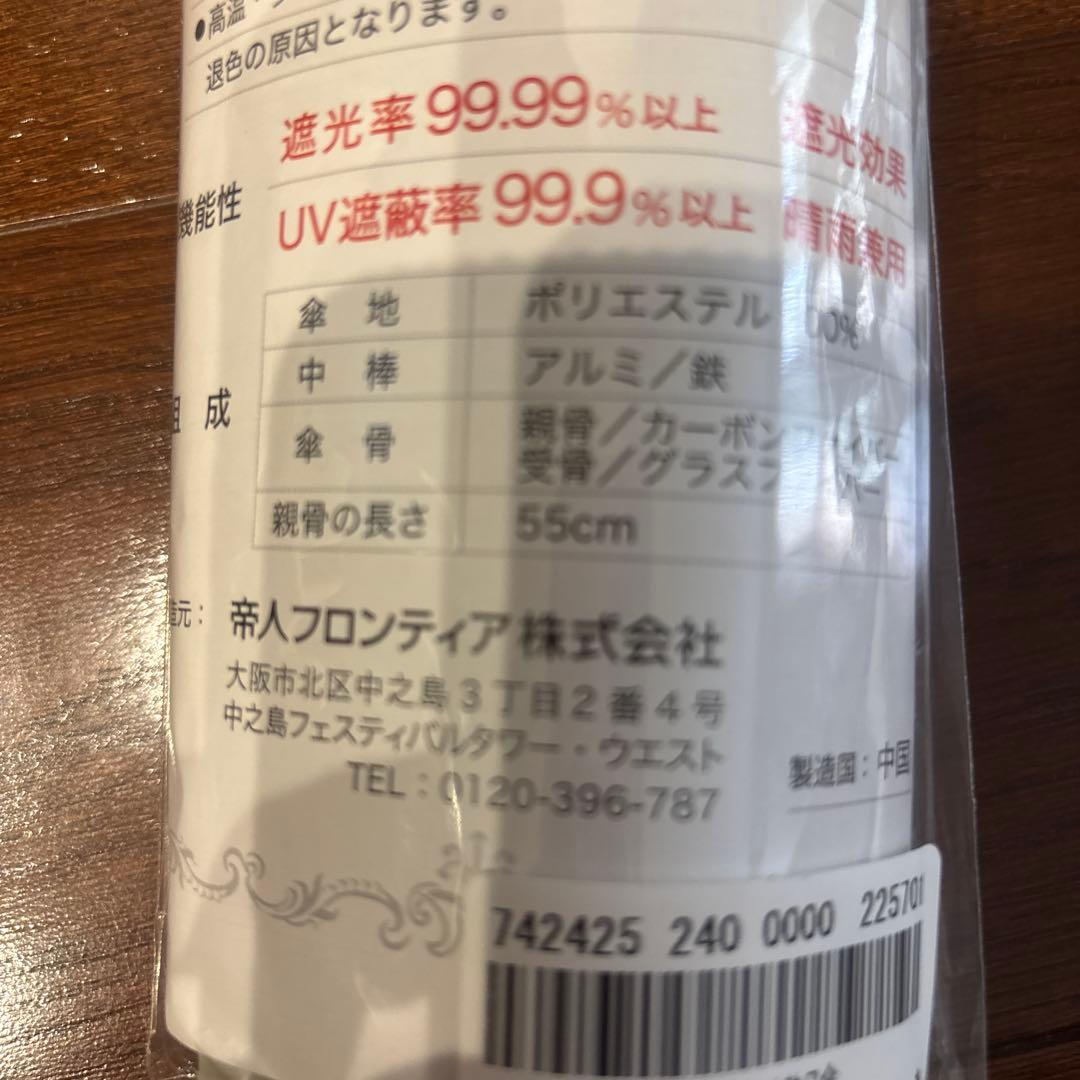 ●高温・
退色の原因となります。
機能性
遮光率 99.99%以上 遮光効果
UV遮蔽率 99.9%以上 晴雨兼用
組 成
傘 地 ポリエステル 00%
中 棒 アルミ／鉄
傘 骨 親骨／カーボン
受骨／グラス
親骨の長さ 55cm
元： 帝人フロンティア株式会社
大阪市北区中之島3丁目2番4号
中之島フェスティバルタワー・ウエスト
TEL：0120-396-787
製造国：中国
742425 240 0000 225701